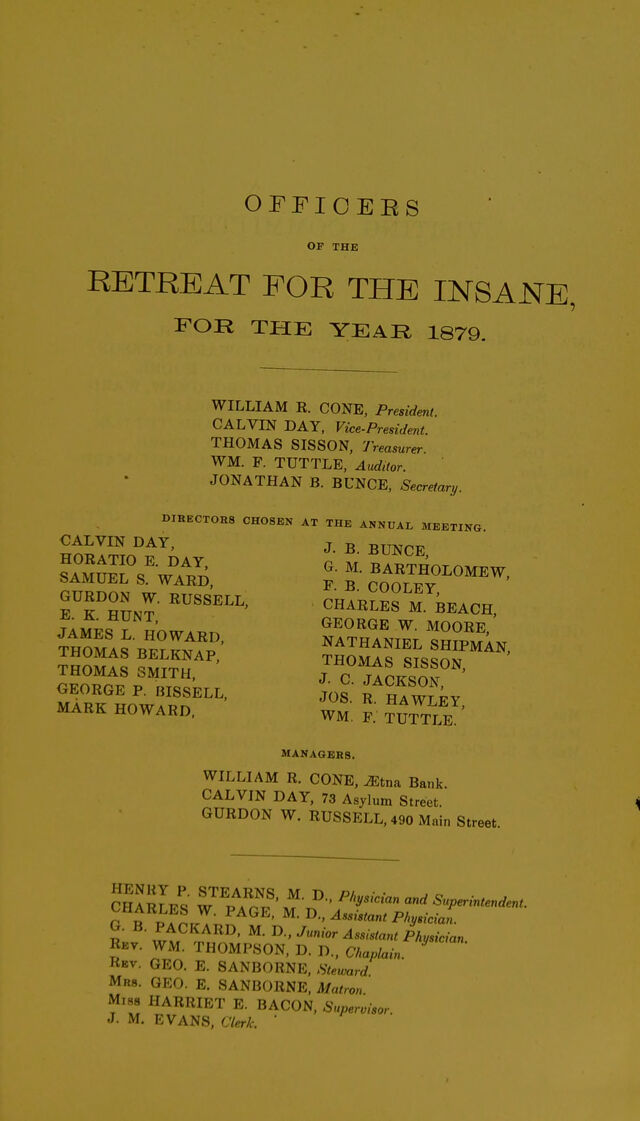 OFFICERS
OF THE
RETREAT FOR THE INSANE,
FOR THE YEAR 1879.
WILLIAM R. CONE, President.
CALVIN DAY, Vice-President.
THOMAS SISSON, Treasurer.
WM. F. TUTTLE, Auditor.
JONATHAN B. BUNCE, Secretary.
DIRECTORS CHOSEN AT THE ANNUAL MEETING.
CALVIN DAY,
HORATIO E. DAY,
SAMUEL S. WARD,
GURDON W. RUSSELL,
E. K. HUNT,
JAMES L. HOWARD,
THOMAS BELKNAP,
THOMAS SMITH,
GEORGE P. BISSELL,
MARK HOWARD,
J. B. BUNCE,
G. M. BARTHOLOMEW,
F. B. COOLEY,
CHARLES M. BEACH,
GEORGE W. MOORE,
NATHANIEL SHIPMAN,
THOMAS SISSON,
J. C. JACKSON,
JOS. R. HAWLEY,
WM. F. TUTTLE.
MANAGERS.
WILLIAM R. CONE, Ætna Bank.
CALVIN DAY, 73 Asylum Street.
GURDON W. RUSSELL, 490 Main Street.
HENRY P. STEARNS, M. D., Physician and Superintendent.
CHARLES W. PAGE, M. D., Assistant Physician.
G. B. PACKARD, M. D., Junior Assistant Physician.
REV. WM. THOMPSON, D. D., Chaplain.
REV. GEO. E. SANBORNE, Steward.
MRS. GEO. E. SANBORNE, Matron.
MISS HARRIET E. BACON, Supervisor.
J. M. EVANS, Clerk.